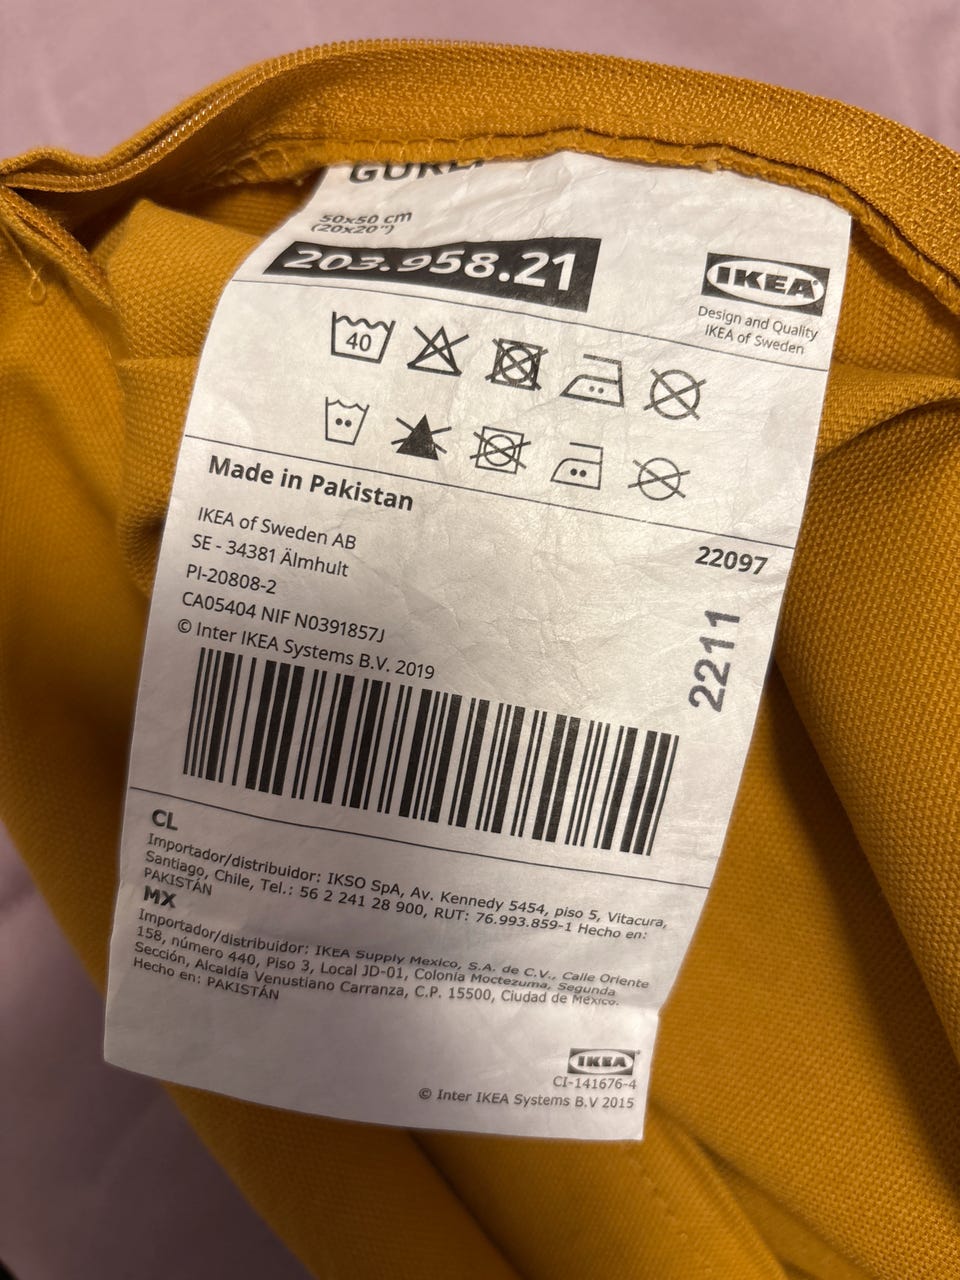 50x50 cm
(20x20")
203.958.21
IKEA
Design and Quality
IKEA of Sweden
40
Made in Pakistan
IKEA of Sweden AB
SE - 34381 Älmhult
PI-20808-2
CA05404 NIF N0391857J
© Inter IKEA Systems B.V. 2019
22097
2211
CL
Importador/distribuidor: IKSO SpA, Av. Kennedy 5454, piso 5, Vitacura,
Santiago, Chile, Tel.: 56 2 241 28 900, RUT: 76.993.859-1 Hecho en:
PAKISTÁN
MX
Importador/distribuidor: IKEA Supply Mexico, S.A. de C.V., Calle Oriente
158, número 440, Piso 3, Local JD-01, Colonia Moctezuma, Segunda
Sección, Alcaldía Venustiano Carranza, C.P. 15500, Ciudad de México.
Hecho en: PAKISTÁN
IKEA
CI-141676-4
© Inter IKEA Systems B.V 2015